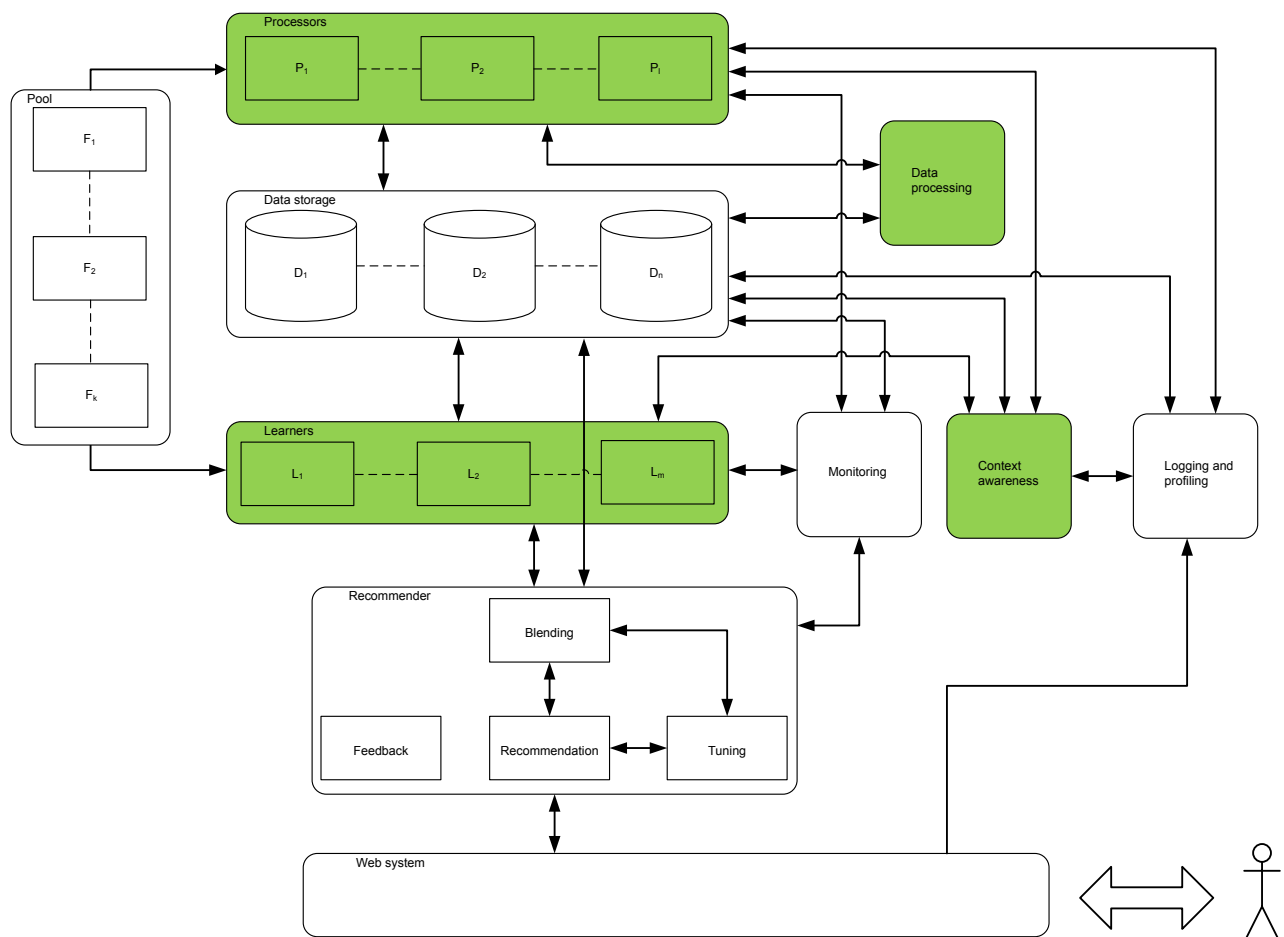 Processors
P₁
P₂
Pₗ
Pool
F₁
F₂
Fₖ
Data
processing
Data storage
D₁
D₂
Dₙ
Learners
L₁
L₂
Lₘ
Monitoring
Context
awareness
Logging and
profiling
Recommender
Blending
Feedback
Recommendation
Tuning
Web system